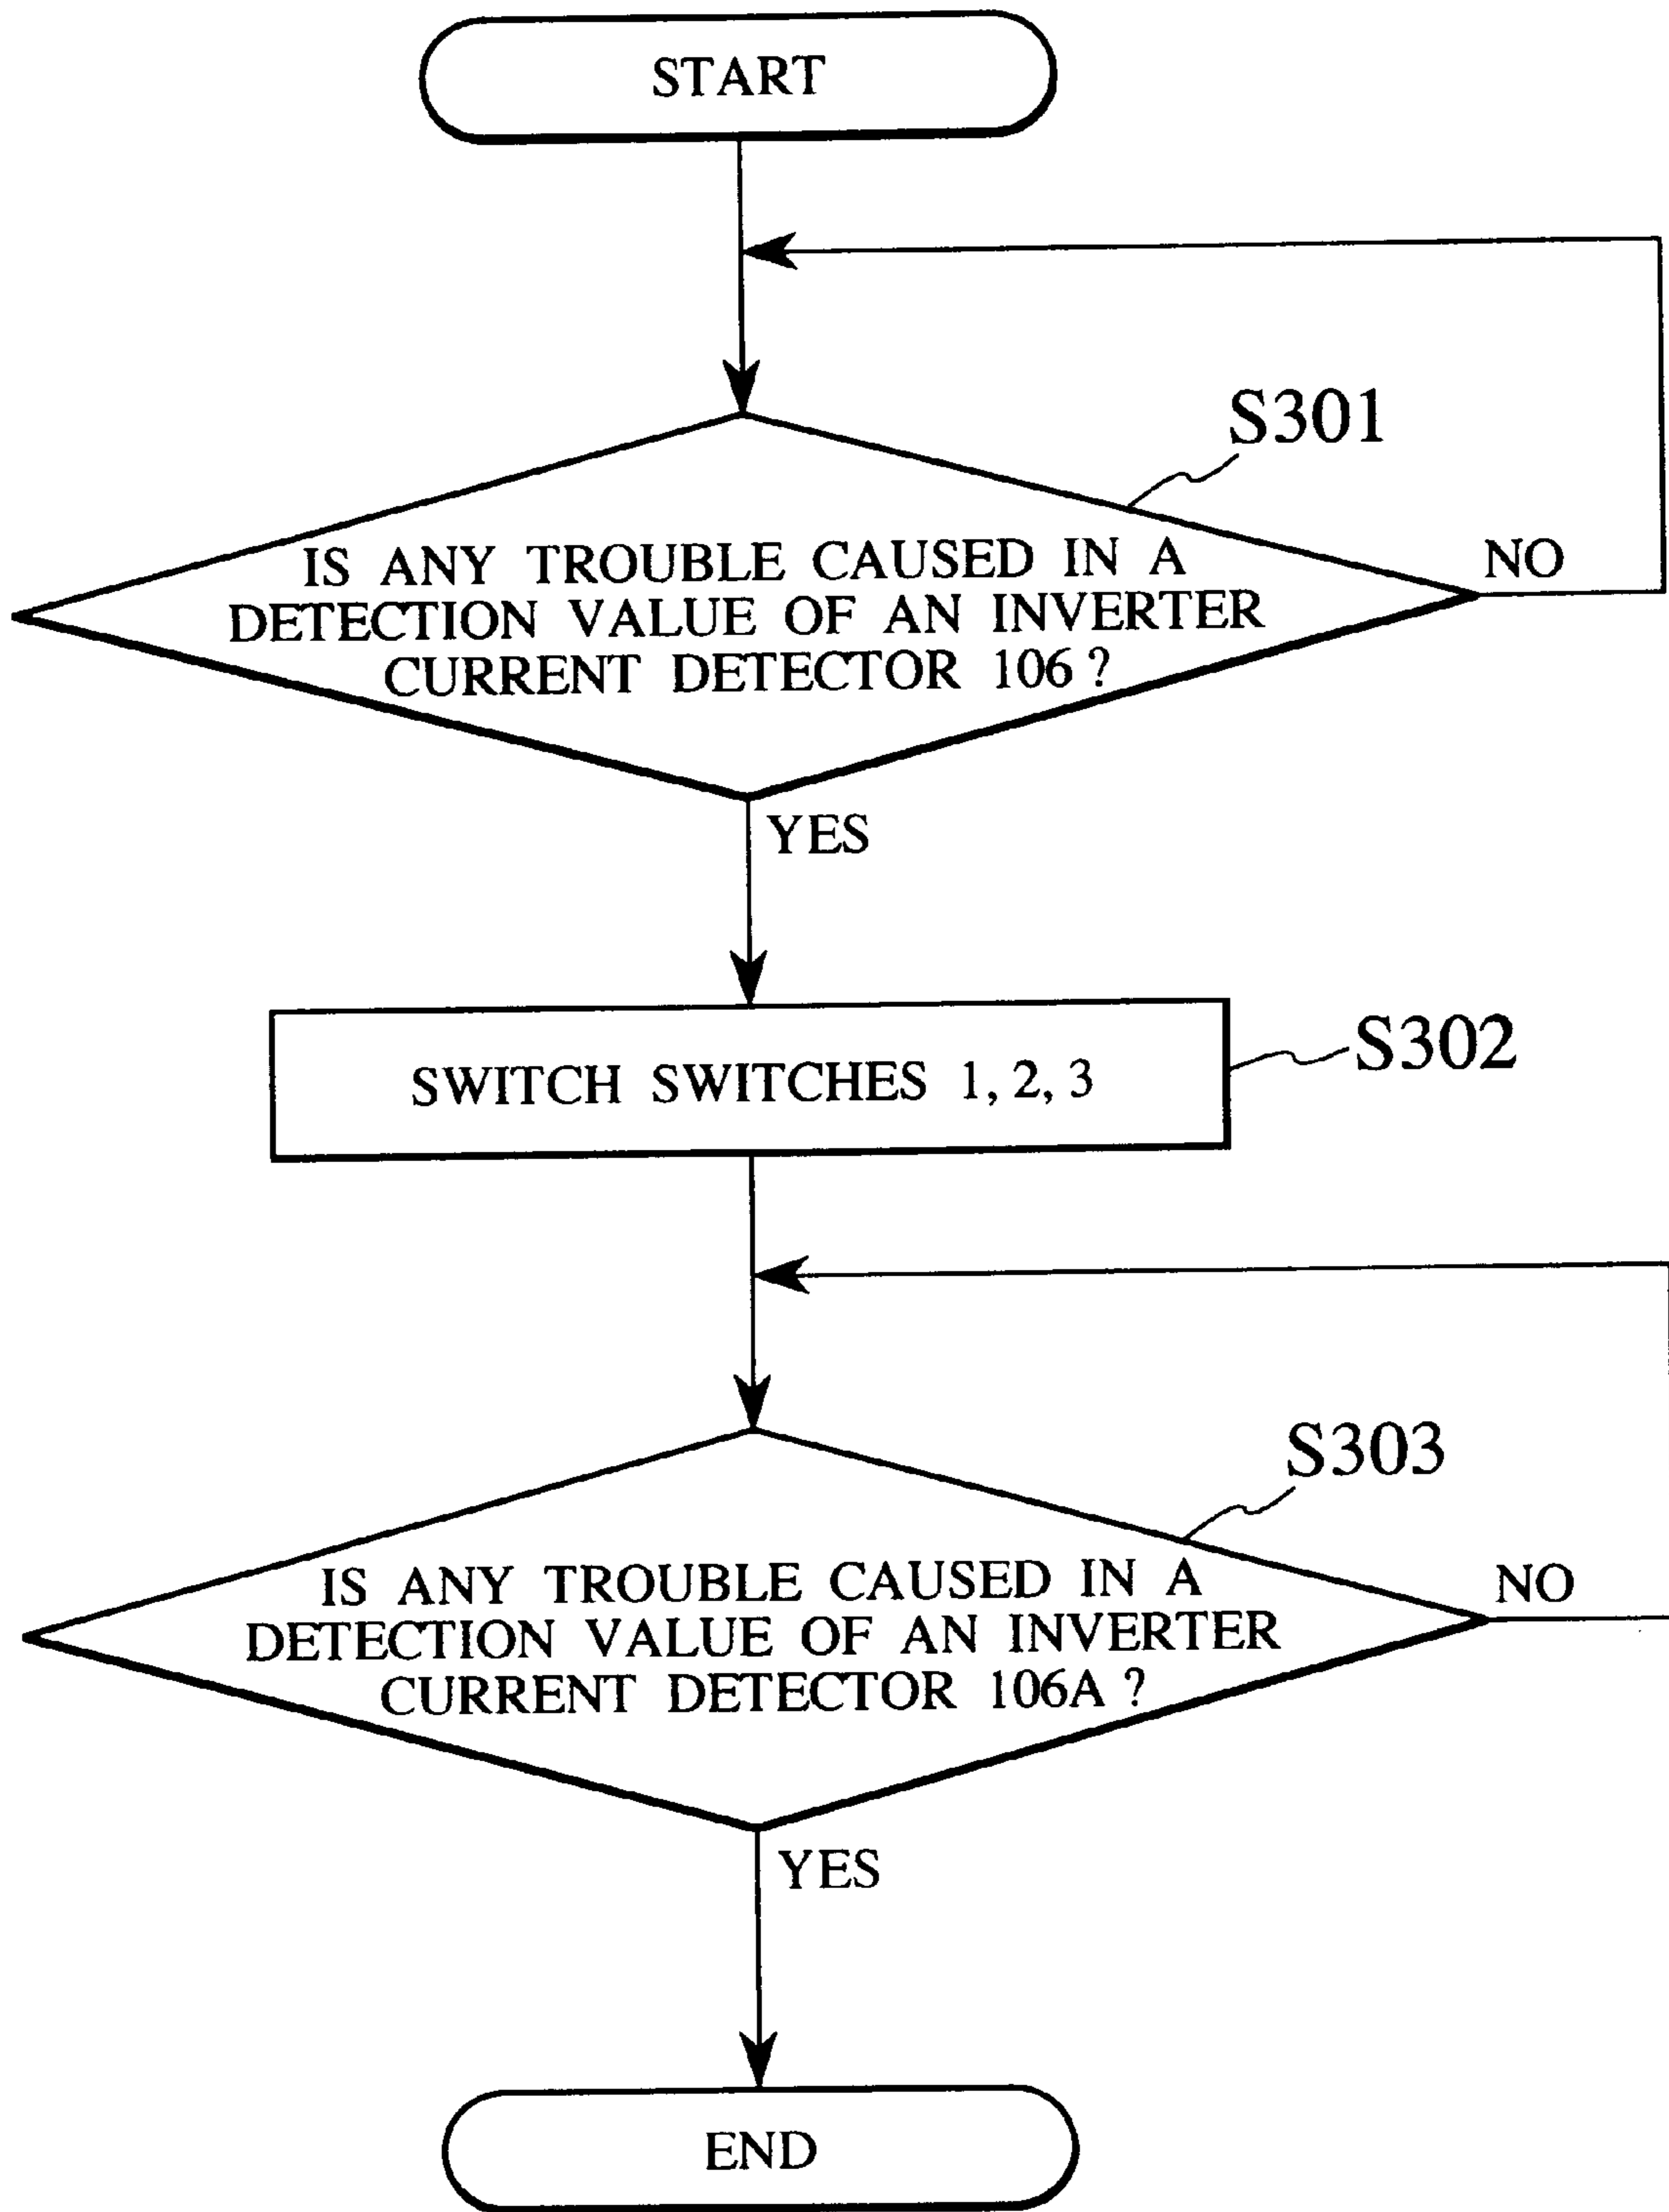 START
S301
IS ANY TROUBLE CAUSED IN A
DETECTION VALUE OF AN INVERTER
CURRENT DETECTOR 106 ?
NO
YES
SWITCH SWITCHES 1, 2, 3
S302
S303
IS ANY TROUBLE CAUSED IN A
DETECTION VALUE OF AN INVERTER
CURRENT DETECTOR 106A ?
NO
YES
END